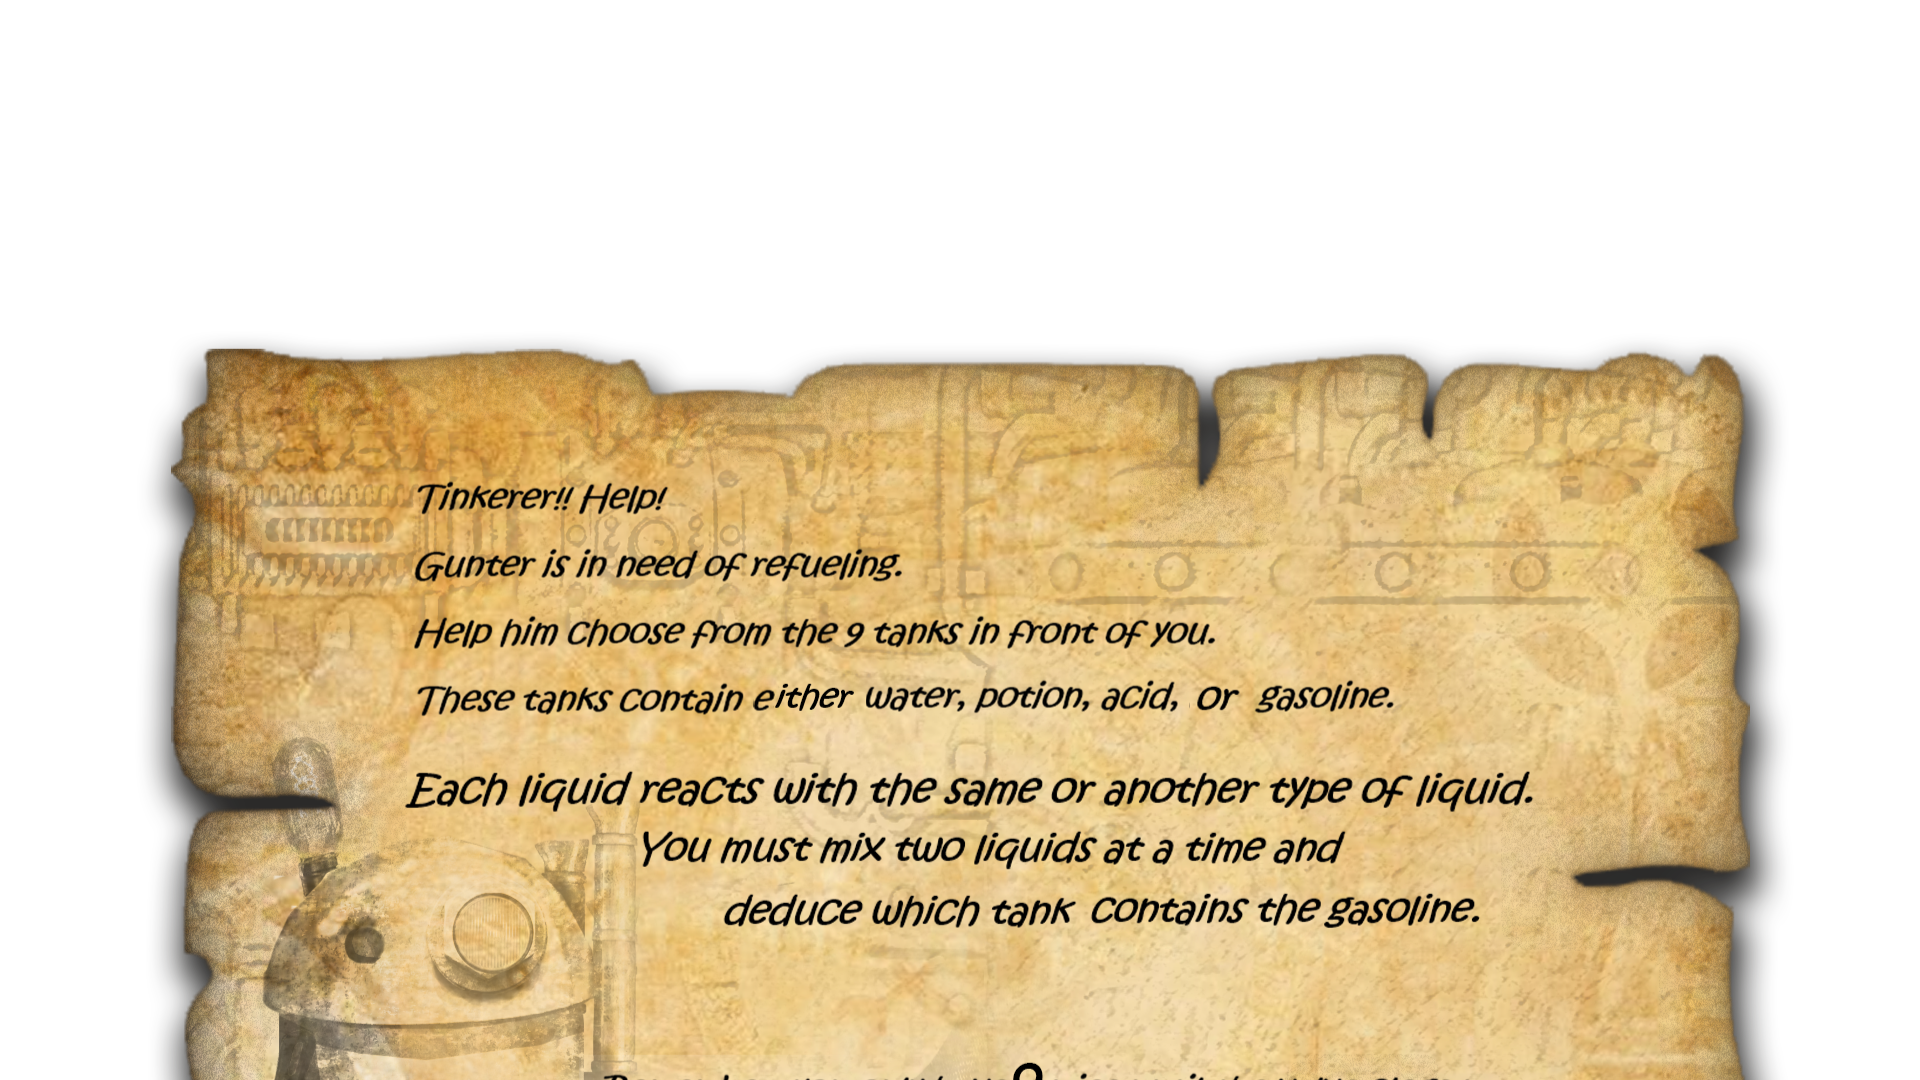 Tinkerer!! Help!
Gunter is in need of refueling.
Help him choose from the 9 tanks in front of you.
These tanks contain either water, potion, acid, or gasoline.
Each liquid reacts with the same or another type of liquid.
You must mix two liquids at a time and
deduce which tank contains the gasoline.